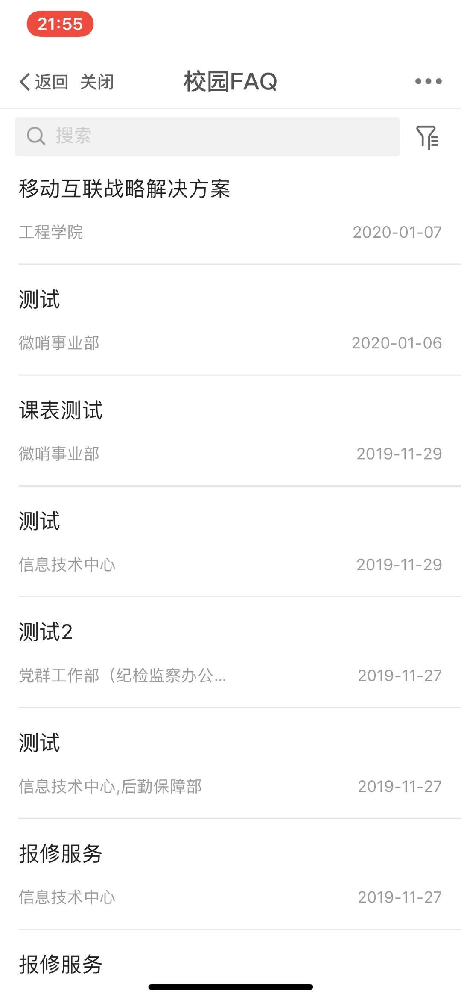 21:55
返回 关闭 校园FAQ
搜索
移动互联战略解决方案
工程学院 2020-01-07
测试
微哨事业部 2020-01-06
课表测试
微哨事业部 2019-11-29
测试
信息技术中心 2019-11-29
测试2
党群工作部（纪检监察办公... 2019-11-27
测试
信息技术中心,后勤保障部 2019-11-27
报修服务
信息技术中心 2019-11-27
报修服务